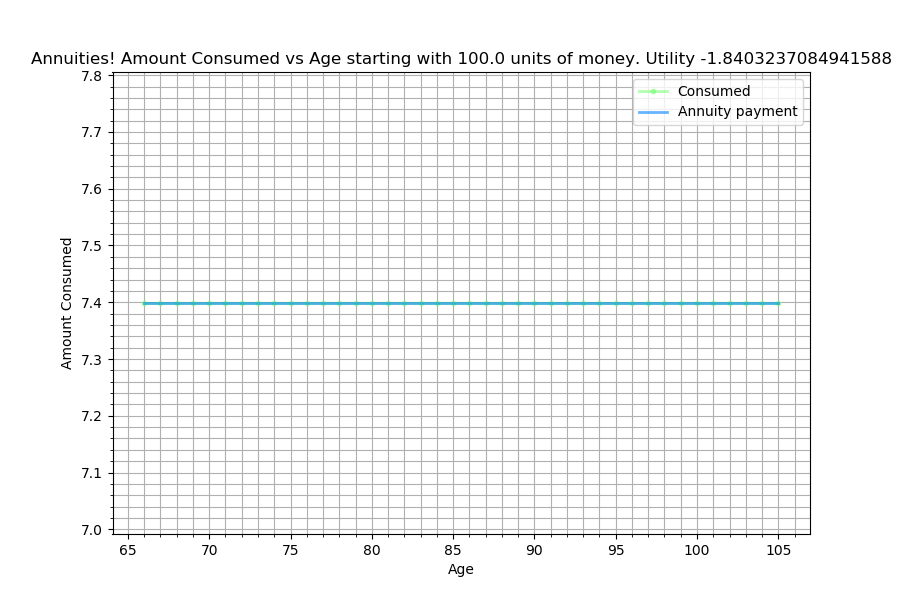 Annuities! Amount Consumed vs Age starting with 100.0 units of money. Utility -1.8403237084941588
Consumed
Annuity payment
7.8
7.7
7.6
7.5
7.4
7.3
7.2
7.1
7.0
Amount Consumed
65 70 75 80 85 90 95 100 105
Age